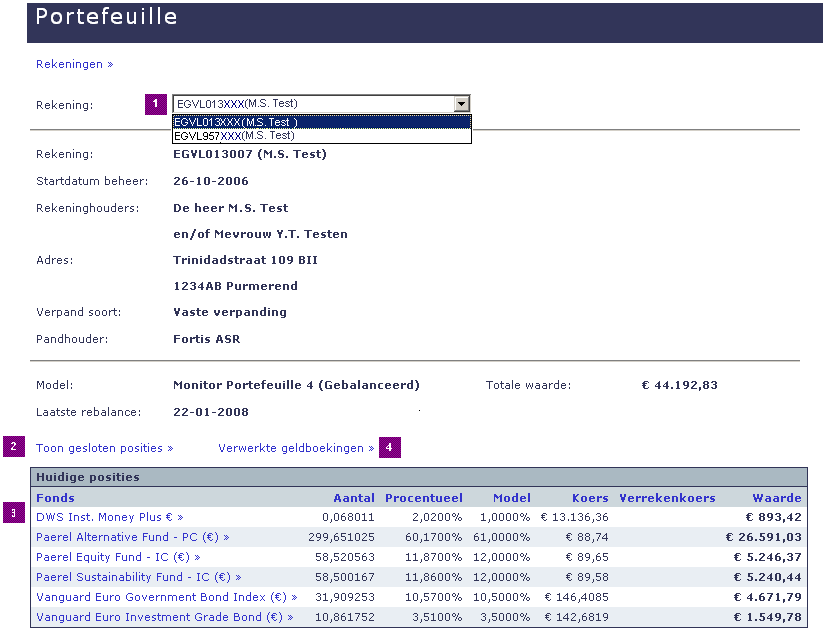 Portefeuille
Rekeningen »
Rekening: 1 EGVL013XXX(M.S. Test)
EGVL013XXX(M.S. Test )
EGVL957XXX(M.S. Test)
Rekening: EGVL013007 (M.S. Test)
Startdatum beheer: 26-10-2006
Rekeninghouders: De heer M.S. Test
en/of Mevrouw Y.T. Testen
Adres: Trinidadstraat 109 BII
1234AB Purmerend
Verpand soort: Vaste verpanding
Pandhouder: Fortis ASR
Model: Monitor Portefeuille 4 (Gebalanceerd) Totale waarde: € 44.192,83
Laatste rebalance: 22-01-2008
2 Toon gesloten posities » Verwerkte geldboekingen » 4
Huidige posities
3 Fonds Aantal Procentueel Model Koers Verrekenkoers Waarde
DWS Inst. Money Plus € » 0,068011 2,0200% 1,0000% € 13.136,36 € 893,42
Paerel Alternative Fund - PC (€) » 299,651025 60,1700% 61,0000% € 88,74 € 26.591,03
Paerel Equity Fund - IC (€) » 58,520563 11,8700% 12,0000% € 89,65 € 5.246,37
Paerel Sustainability Fund - IC (€) » 58,500167 11,8600% 12,0000% € 89,58 € 5.240,44
Vanguard Euro Government Bond Index (€) » 31,909253 10,5700% 10,5000% € 146,4085 € 4.671,79
Vanguard Euro Investment Grade Bond (€) » 10,861752 3,5100% 3,5000% € 142,6819 € 1.549,78